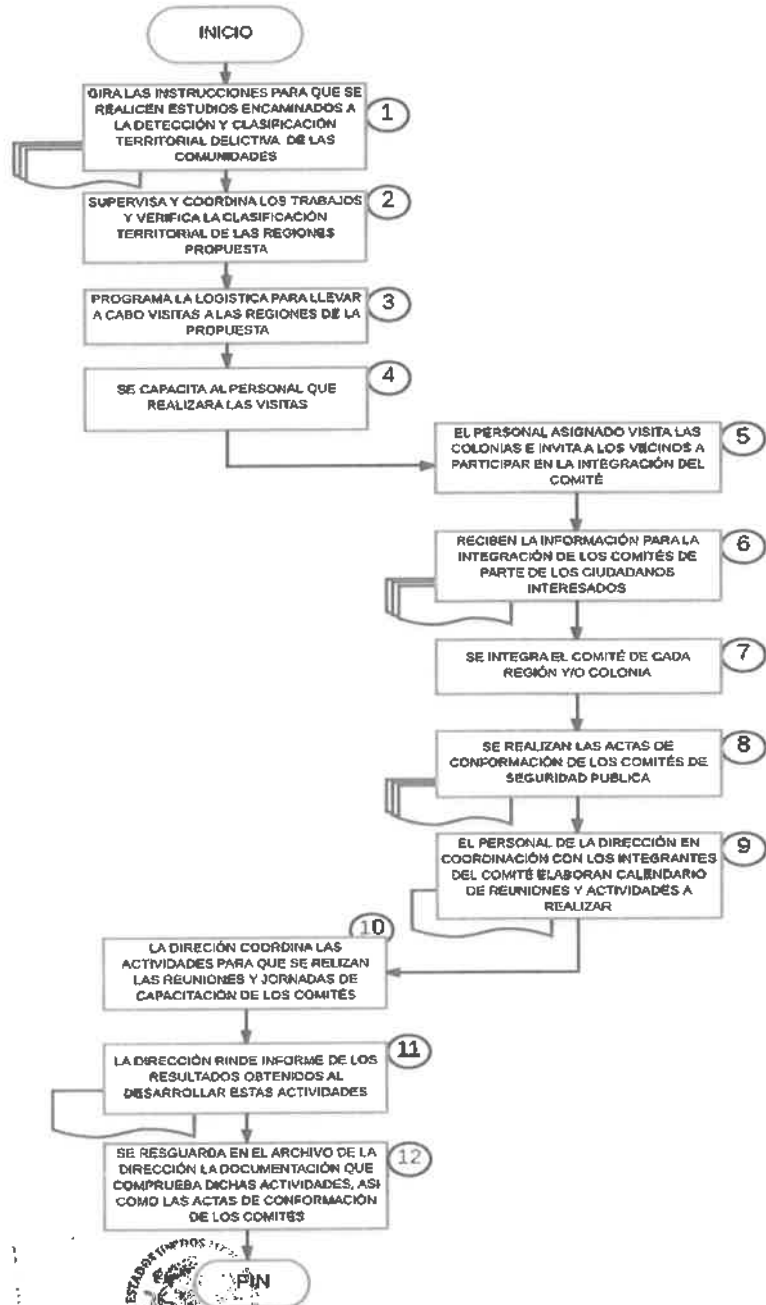 INICIO
GIRA LAS INSTRUCCIONES PARA QUE SE
REALICEN ESTUDIOS ENCAMINADOS A
LA DETECCIÓN Y CLASIFICACIÓN
TERRITORIAL DELICTIVA DE LAS
COMUNIDADES
1
SUPERVISA Y COORDINA LOS TRABAJOS
Y VERIFICA LA CLASIFICACIÓN
TERRITORIAL DE LAS REGIONES
PROPUESTA
2
PROGRAMA LA LOGISTICA PARA LLEVAR
A CABO VISITAS A LAS REGIONES DE LA
PROPUESTA
3
SE CAPACITA AL PERSONAL QUE
REALIZARA LAS VISITAS
4
EL PERSONAL ASIGNADO VISITA LAS
COLONIAS E INVITA A LOS VECINOS A
PARTICIPAR EN LA INTEGRACIÓN DEL
COMITÉ
5
RECIBEN LA INFORMACIÓN PARA LA
INTEGRACIÓN DE LOS COMITÉS DE
PARTE DE LOS CIUDADANOS
INTERESADOS
6
SE INTEGRA EL COMITÉ DE CADA
REGIÓN Y/O COLONIA
7
SE REALIZAN LAS ACTAS DE
CONFORMACIÓN DE LOS COMITÉS DE
SEGURIDAD PUBLICA
8
EL PERSONAL DE LA DIRECCIÓN EN
COORDINACIÓN CON LOS INTEGRANTES
DEL COMITÉ ELABORAN CALENDARIO
DE REUNIONES Y ACTIVIDADES A
REALIZAR
9
10
LA DIRECIÓN COORDINA LAS
ACTIVIDADES PARA QUE SE RELIZAN
LAS REUNIONES Y JORNADAS DE
CAPACITACIÓN DE LOS COMITÉS
11
LA DIRECCIÓN RINDE INFORME DE LOS
RESULTADOS OBTENIDOS AL
DESARROLLAR ESTAS ACTIVIDADES
12
SE RESGUARDA EN EL ARCHIVO DE LA
DIRECCIÓN LA DOCUMENTACIÓN QUE
COMPRUEBA DICHAS ACTIVIDADES, ASI
COMO LAS ACTAS DE CONFORMACIÓN
DE LOS COMITÉS
ESTADOS UNIDOS
FIN